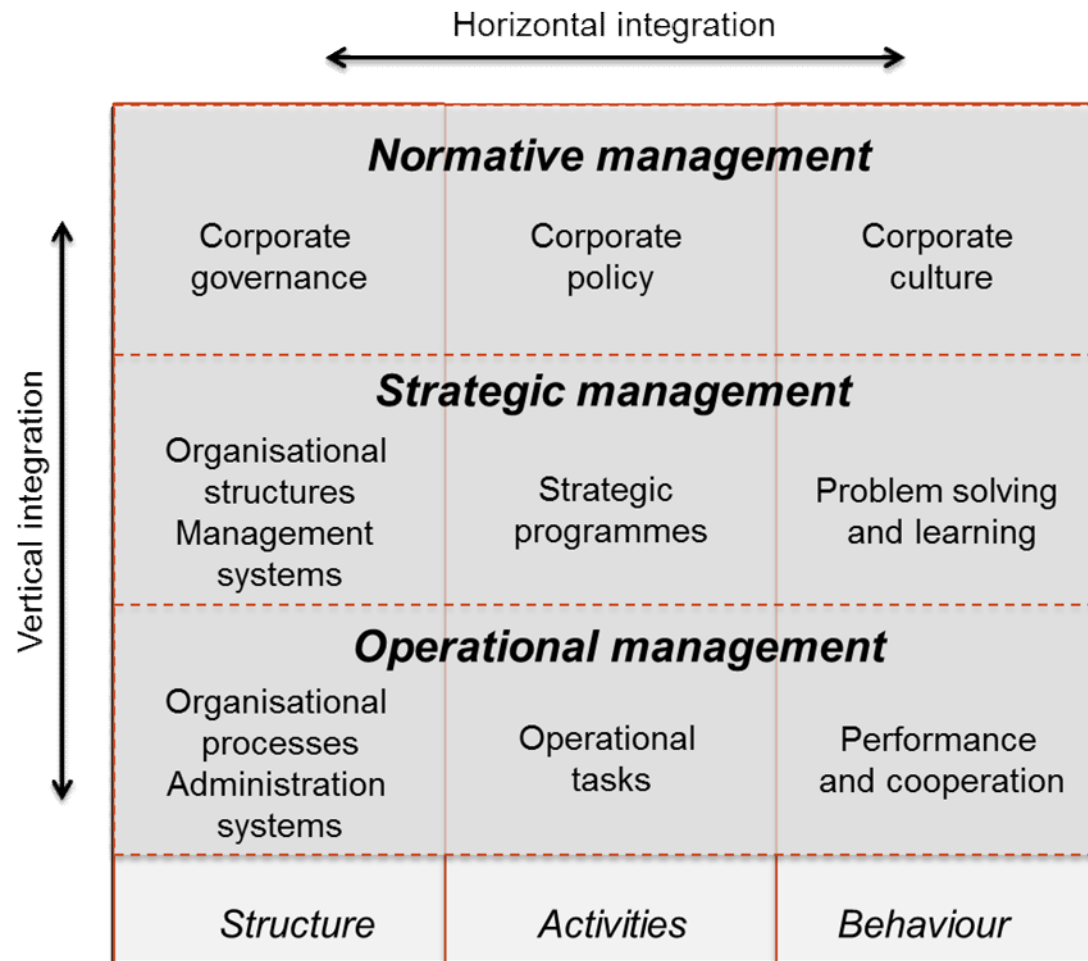 Horizontal integration
Vertical integration
Normative management
Corporate
governance
Corporate
policy
Corporate
culture
Strategic management
Organisational
structures
Management
systems
Strategic
programmes
Problem solving
and learning
Operational management
Organisational
processes
Administration
systems
Operational
tasks
Performance
and cooperation
Structure
Activities
Behaviour